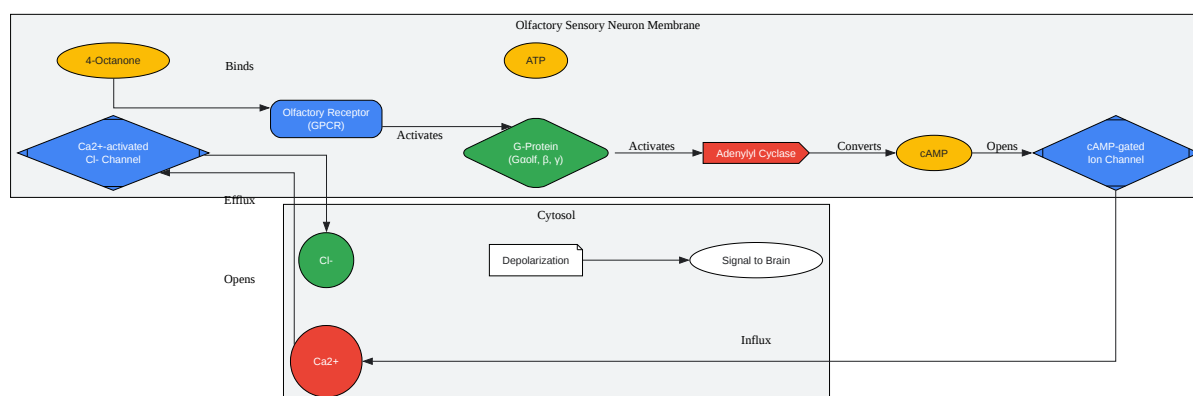 Olfactory Sensory Neuron Membrane
4-Octanone
Binds
ATP
Olfactory Receptor
(GPCR)
Activates
G-Protein
(Gαolf, β, γ)
Activates
Adenylyl Cyclase
Converts
cAMP
Opens
cAMP-gated
Ion Channel
Ca2+-activated
Cl- Channel
Efflux
Cytosol
Cl-
Depolarization
Signal to Brain
Opens
Influx
Ca2+